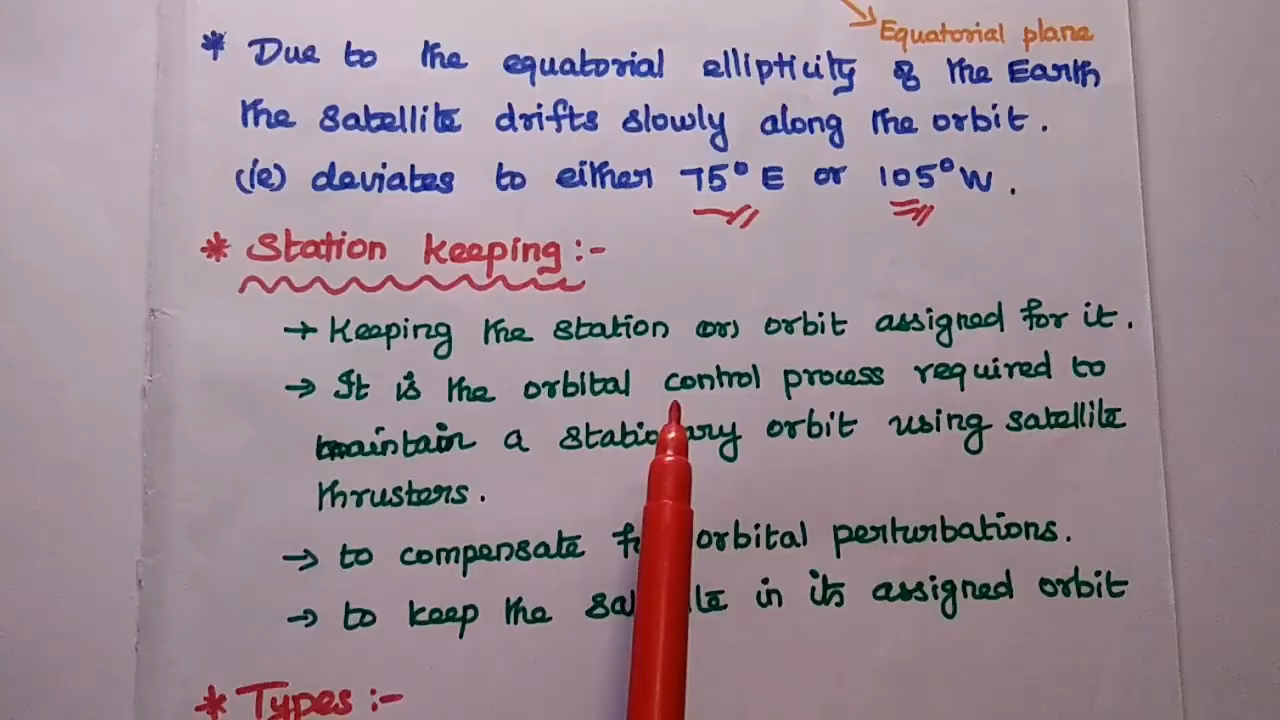 Equatorial plane
* Due to the equatorial ellipticity of the Earth
the satellite drifts slowly along the orbit.
(ie) deviates to either 75° E or 105° W.
* Station keeping :-
→ Keeping the station (or) orbit assigned for it.
→ It is the orbital control process required to
maintain a stationary orbit using satellite
thrusters.
→ to compensate orbital perturbations.
→ to keep the in its assigned orbit
* Types :-